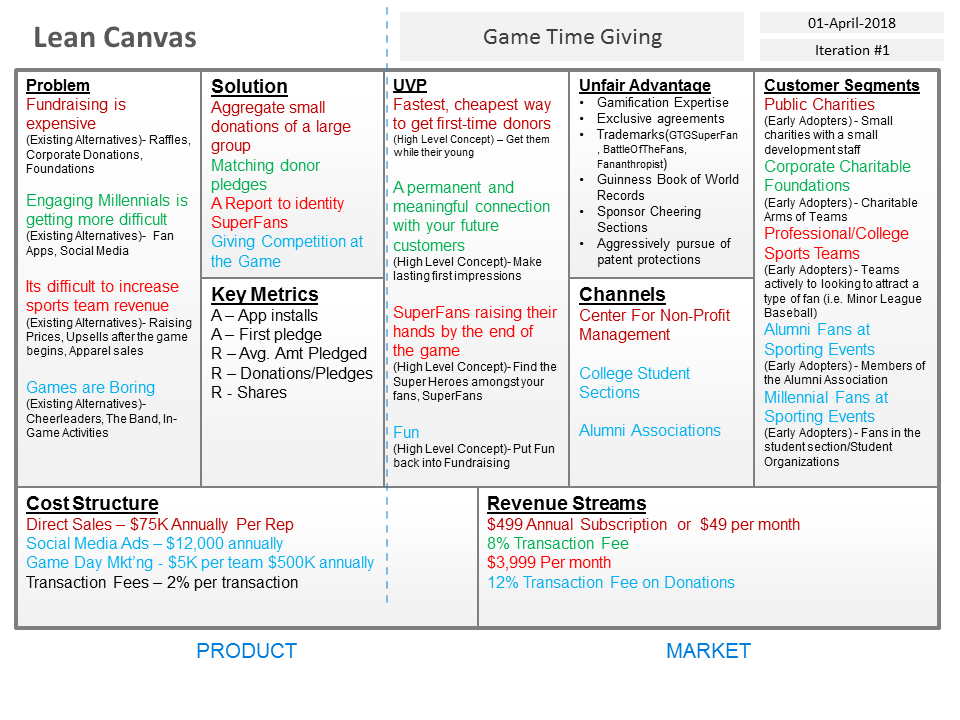 Lean Canvas
Game Time Giving
01-April-2018
Iteration #1
Problem
Fundraising is
expensive
(Existing Alternatives)- Raffles,
Corporate Donations,
Foundations
Engaging Millennials is
getting more difficult
(Existing Alternatives)- Fan
Apps, Social Media
Its difficult to increase
sports team revenue
(Existing Alternatives)- Raising
Prices, Upsells after the game
begins, Apparel sales
Games are Boring
(Existing Alternatives)-
Cheerleaders, The Band, In-
Game Activities
Solution
Aggregate small
donations of a large
group
Matching donor
pledges
A Report to identity
SuperFans
Giving Competition at
the Game
Key Metrics
A – App installs
A – First pledge
R – Avg. Amt Pledged
R – Donations/Pledges
R - Shares
UVP
Fastest, cheapest way
to get first-time donors
(High Level Concept) – Get them
while their young
A permanent and
meaningful connection
with your future
customers
(High Level Concept)- Make
lasting first impressions
SuperFans raising their
hands by the end of
the game
(High Level Concept)- Find the
Super Heroes amongst your
fans, SuperFans
Fun
(High Level Concept)- Put Fun
back into Fundraising
Unfair Advantage
• Gamification Expertise
• Exclusive agreements
• Trademarks(GTGSuperFan
, BattleOfTheFans,
Fananthropist)
• Guinness Book of World
Records
• Sponsor Cheering
Sections
• Aggressively pursue of
patent protections
Channels
Center For Non-Profit
Management
College Student
Sections
Alumni Associations
Customer Segments
Public Charities
(Early Adopters) - Small
charities with a small
development staff
Corporate Charitable
Foundations
(Early Adopters) - Charitable
Arms of Teams
Professional/College
Sports Teams
(Early Adopters) - Teams
actively to looking to attract a
type of fan (i.e. Minor League
Baseball)
Alumni Fans at
Sporting Events
(Early Adopters) - Members of
the Alumni Association
Millennial Fans at
Sporting Events
(Early Adopters) - Fans in the
student section/Student
Organizations
Cost Structure
Direct Sales – $75K Annually Per Rep
Social Media Ads – $12,000 annually
Game Day Mkt'ng - $5K per team $500K annually
Transaction Fees – 2% per transaction
Revenue Streams
$499 Annual Subscription or $49 per month
8% Transaction Fee
$3,999 Per month
12% Transaction Fee on Donations
PRODUCT
MARKET